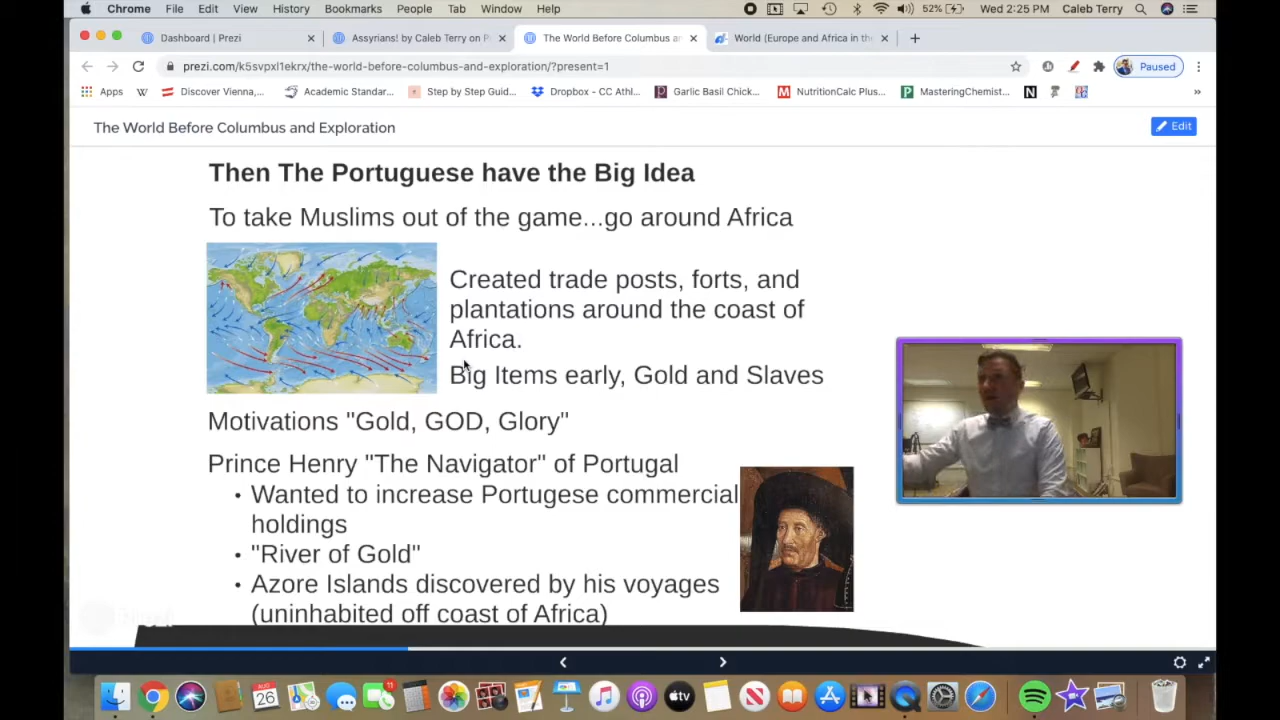 Chrome File Edit View History Bookmarks People Tab Window Help 52% Wed 2:25 PM Caleb Terry
Dashboard | Prezi Assyrians! by Caleb Terry on P The World Before Columbus an World (Europe and Africa in the
prezi.com/k5svpxl1ekrx/the-world-before-columbus-and-exploration/?present=1 Paused
Apps W Discover Vienna,... Academic Standar... Step by Step Guid... Dropbox - CC Athl... Garlic Basil Chick... M NutritionCalc Plus... P MasteringChemist... N »
The World Before Columbus and Exploration Edit
Then The Portuguese have the Big Idea
To take Muslims out of the game...go around Africa
Created trade posts, forts, and
plantations around the coast of
Africa.
Big Items early, Gold and Slaves
Motivations "Gold, GOD, Glory"
Prince Henry "The Navigator" of Portugal
• Wanted to increase Portugese commercial
holdings
• "River of Gold"
• Azore Islands discovered by his voyages
(uninhabited off coast of Africa)
AUG
26
11
tv